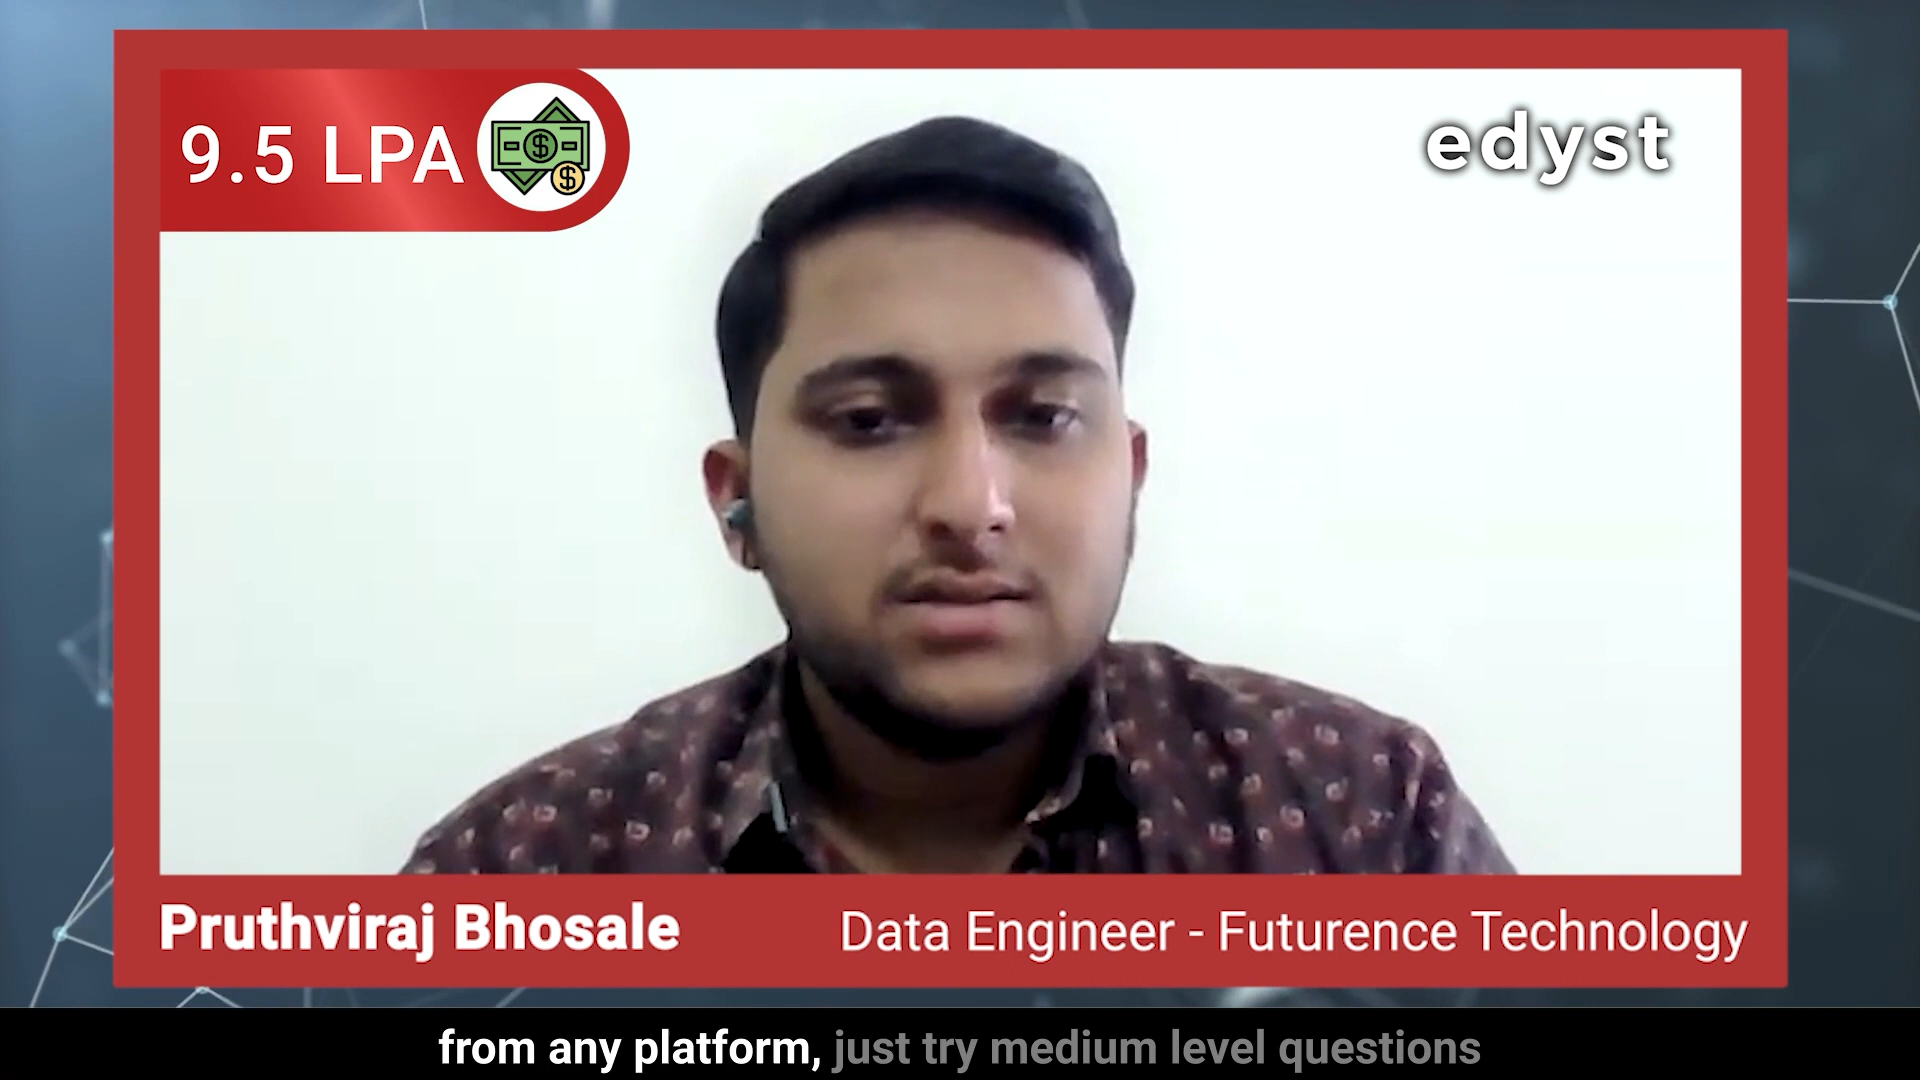 9.5 LPA
edyst
Pruthviraj Bhosale
Data Engineer - Futurence Technology
from any platform, just try medium level questions